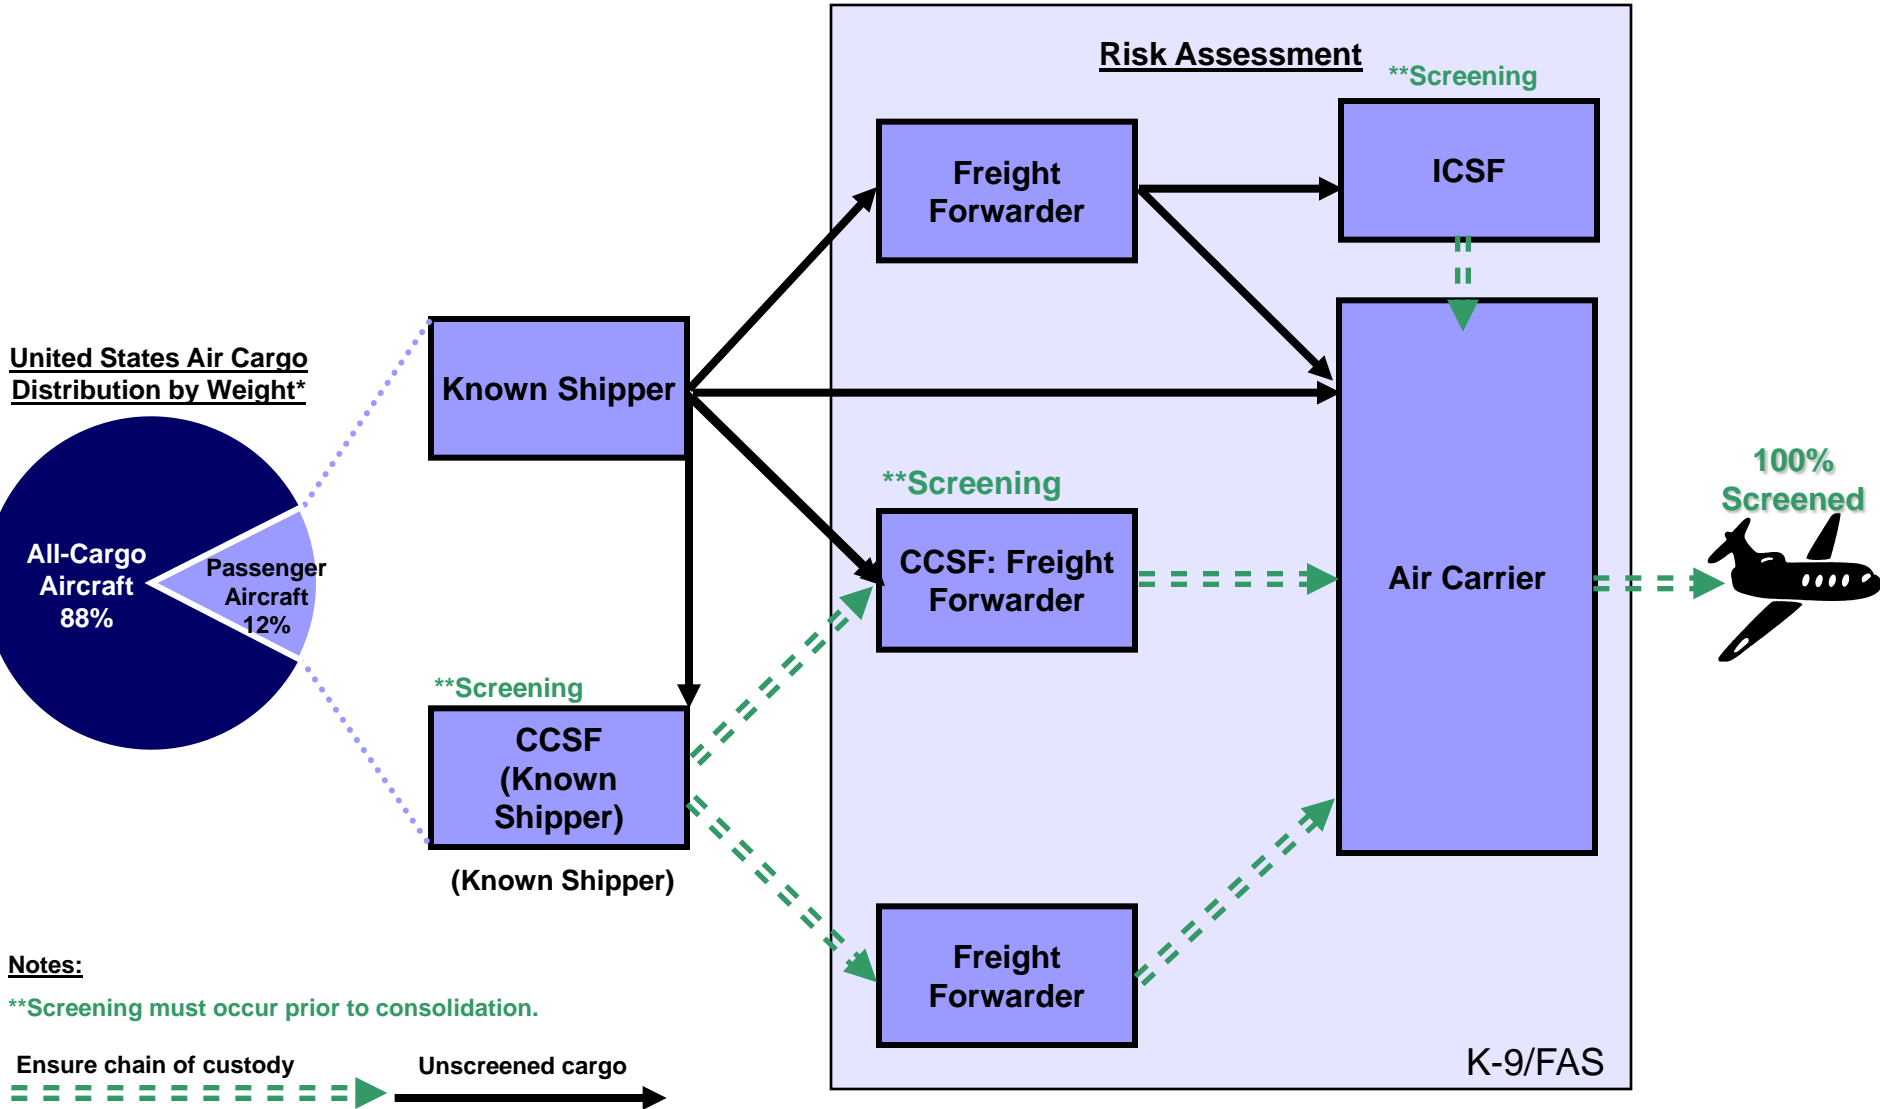 Risk Assessment
**Screening
Freight
Forwarder
ICSF
United States Air Cargo
Distribution by Weight*
Known Shipper
All-Cargo
Aircraft
88%
Passenger
Aircraft
12%
**Screening
CCSF: Freight
Forwarder
Air Carrier
100%
Screened
**Screening
CCSF
(Known
Shipper)
(Known Shipper)
Freight
Forwarder
K-9/FAS
Notes:
**Screening must occur prior to consolidation.
Ensure chain of custody
Unscreened cargo